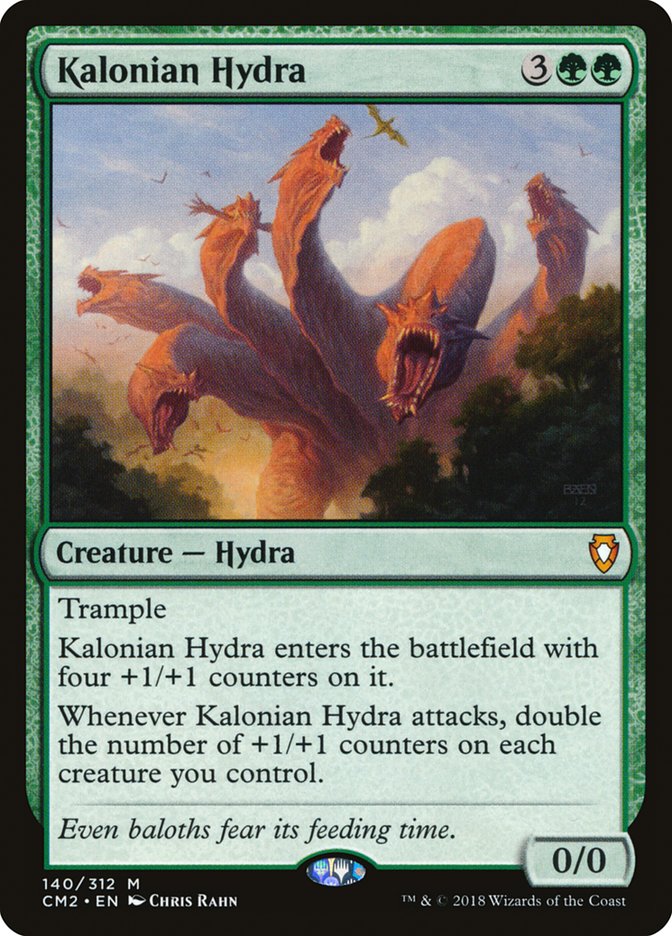 Kalonian Hydra 3
Creature — Hydra
Trample
Kalonian Hydra enters the battlefield with
four +1/+1 counters on it.
Whenever Kalonian Hydra attacks, double
the number of +1/+1 counters on each
creature you control.
Even baloths fear its feeding time.
0/0
140/312 M
CM2 • EN Chris Rahn
™ & © 2018 Wizards of the Coast